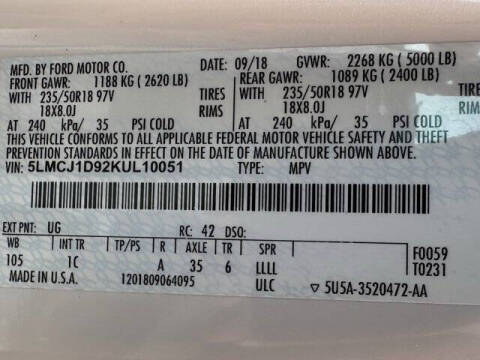 MFD. BY FORD MOTOR CO. DATE: 09/18 GVWR: 2268 KG ( 5000 LB)
FRONT GAWR: 1188 KG ( 2620 LB) REAR GAWR: 1089 KG ( 2400 LB)
WITH 235/50R18 97V TIRES WITH 235/50R18 97V TIRES
18X8.0J RIMS 18X8.0J RIMS
AT 240 kPa/ 35 PSI COLD AT 240 kPa/ 35 PSI COLD
THIS VEHICLE CONFORMS TO ALL APPLICABLE FEDERAL MOTOR VEHICLE SAFETY AND THEFT
PREVENTION STANDARDS IN EFFECT ON THE DATE OF MANUFACTURE SHOWN ABOVE.
VIN: 5LMCJ1D92KUL10051 TYPE: MPV
EXT PNT: UG RC: 42 DSO: F0059
WB INT TR TP/PS R AXLE TR SPR T0231
105 1C A 35 6 LLLL
MADE IN U.S.A. 1201809064095 ULC ▽ 5U5A-3520472-AA